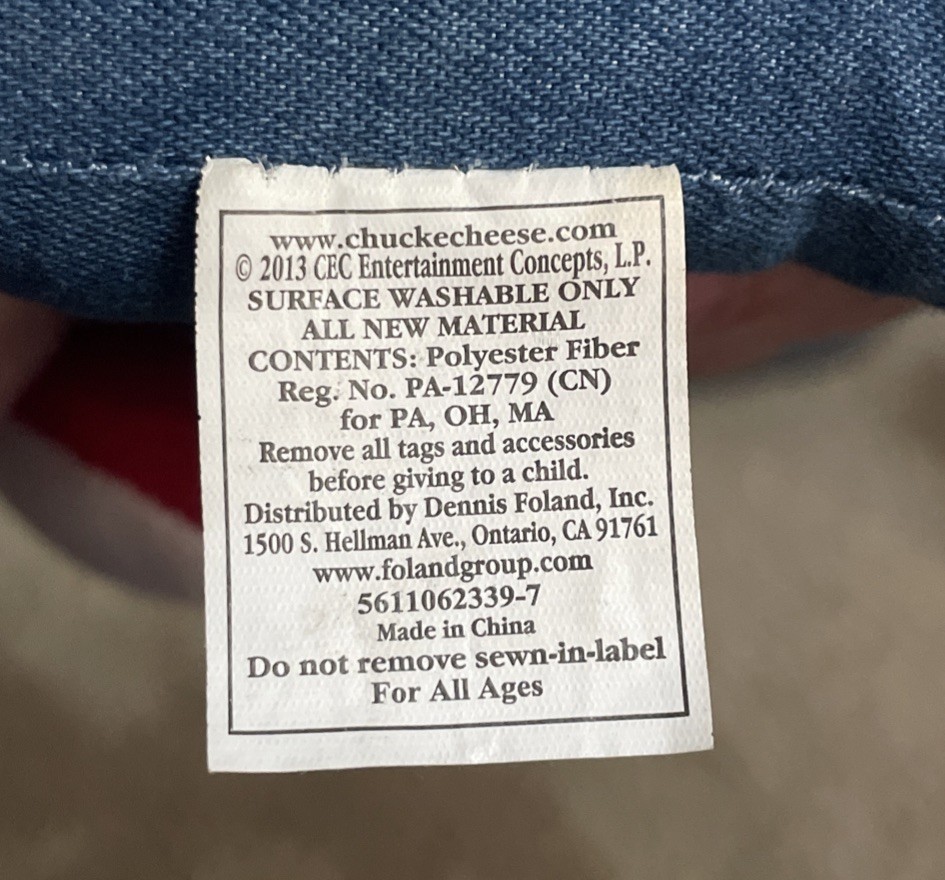 www.chuckecheese.com
© 2013 CEC Entertainment Concepts, L.P.
SURFACE WASHABLE ONLY
ALL NEW MATERIAL
CONTENTS: Polyester Fiber
Reg. No. PA-12779 (CN)
for PA, OH, MA
Remove all tags and accessories
before giving to a child.
Distributed by Dennis Foland, Inc.
1500 S. Hellman Ave., Ontario, CA 91761
www.folandgroup.com
5611062339-7
Made in China
Do not remove sewn-in-label
For All Ages